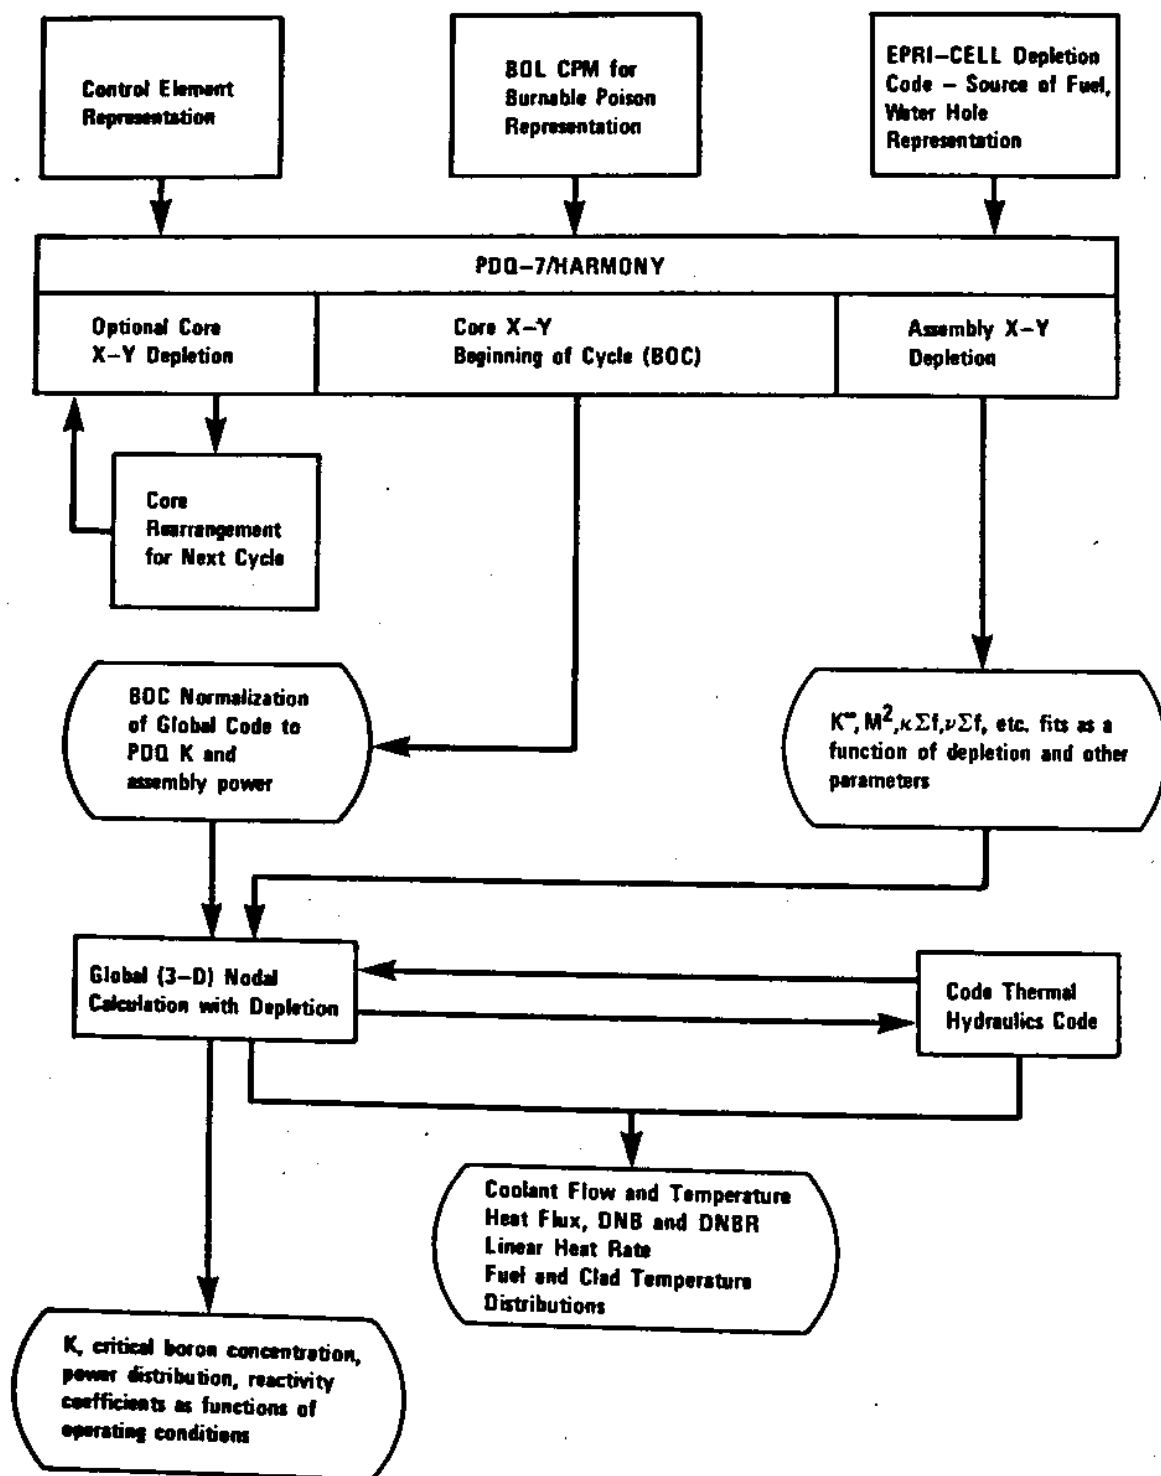 Control Element
Representation
BOL CPM for
Burnable Poison
Representation
EPRI-CELL Depletion
Code – Source of Fuel,
Water Hole
Representation
PDQ-7/HARMONY
Optional Core
X-Y Depletion
Core X-Y
Beginning of Cycle (BOC)
Assembly X-Y
Depletion
Core
Rearrangement
for Next Cycle
BOC Normalization
of Global Code to
PDQ K and
assembly power
K∞, M², κΣf, νΣf, etc. fits as a
function of depletion and other
parameters
Global (3-D) Nodal
Calculation with Depletion
Code Thermal
Hydraulics Code
Coolant Flow and Temperature
Heat Flux, DNB and DNBR
Linear Heat Rate
Fuel and Clad Temperature
Distributions
K, critical boron concentration,
power distribution, reactivity
coefficients as functions of
operating conditions